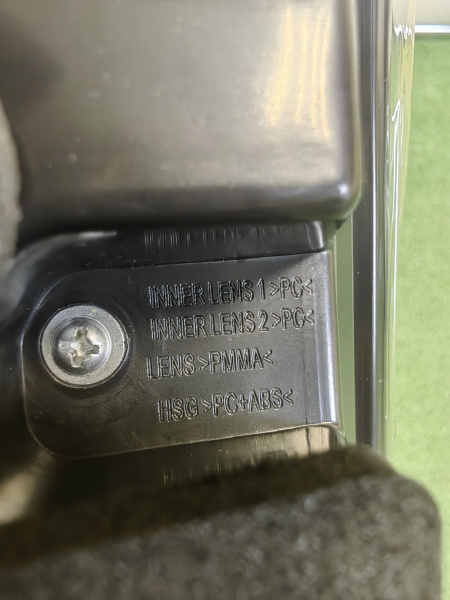 INNER LENS 1 >PC<
INNER LENS 2 >PC<
LENS >PMMA<
HSG >PC+ABS<